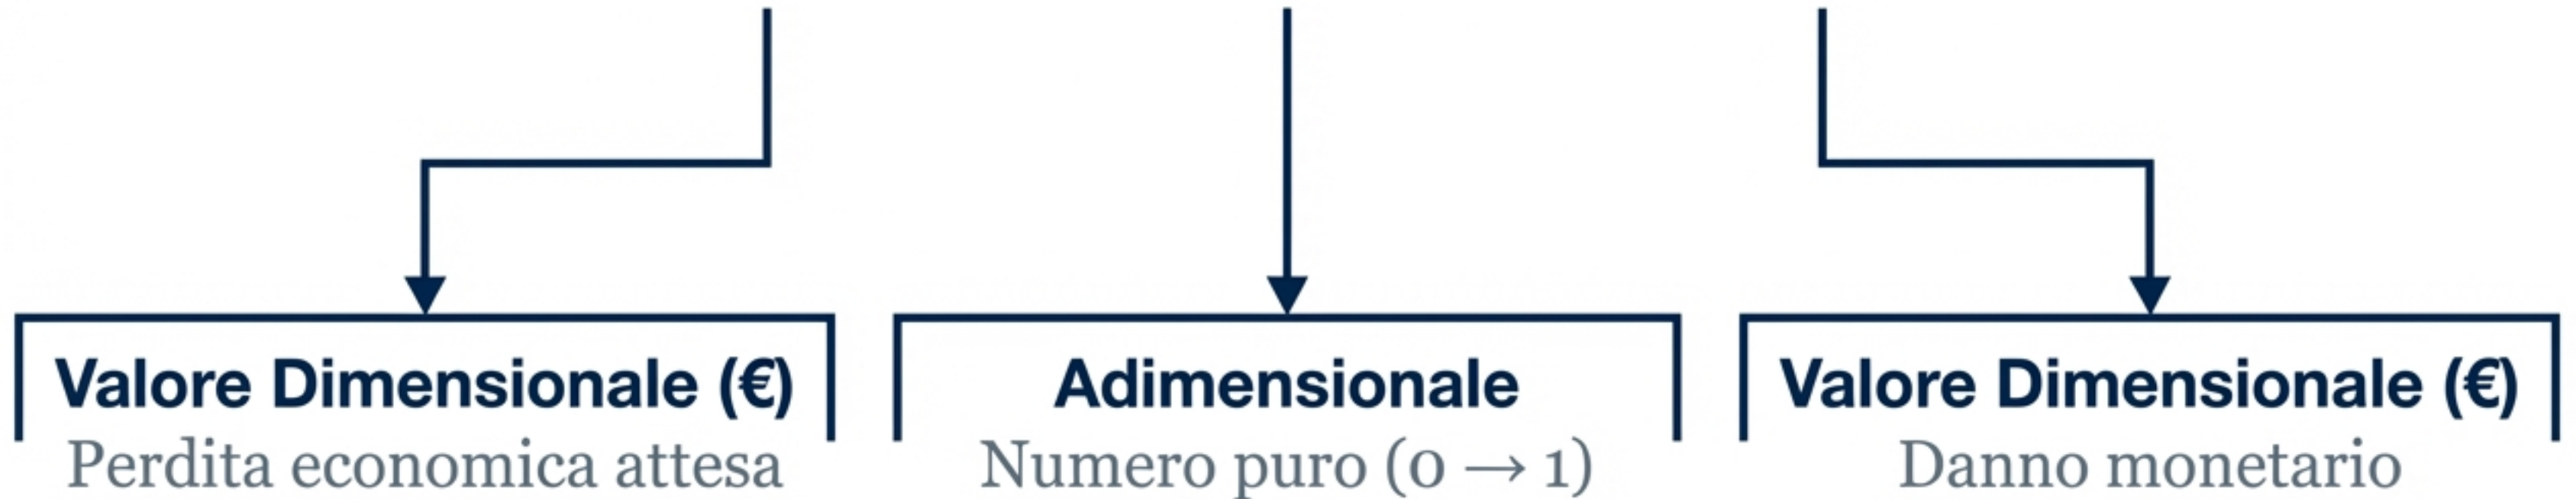 Valore Dimensionale (€)
Perdita economica attesa
Adimensionale
Numero puro (0 → 1)
Valore Dimensionale (€)
Danno monetario